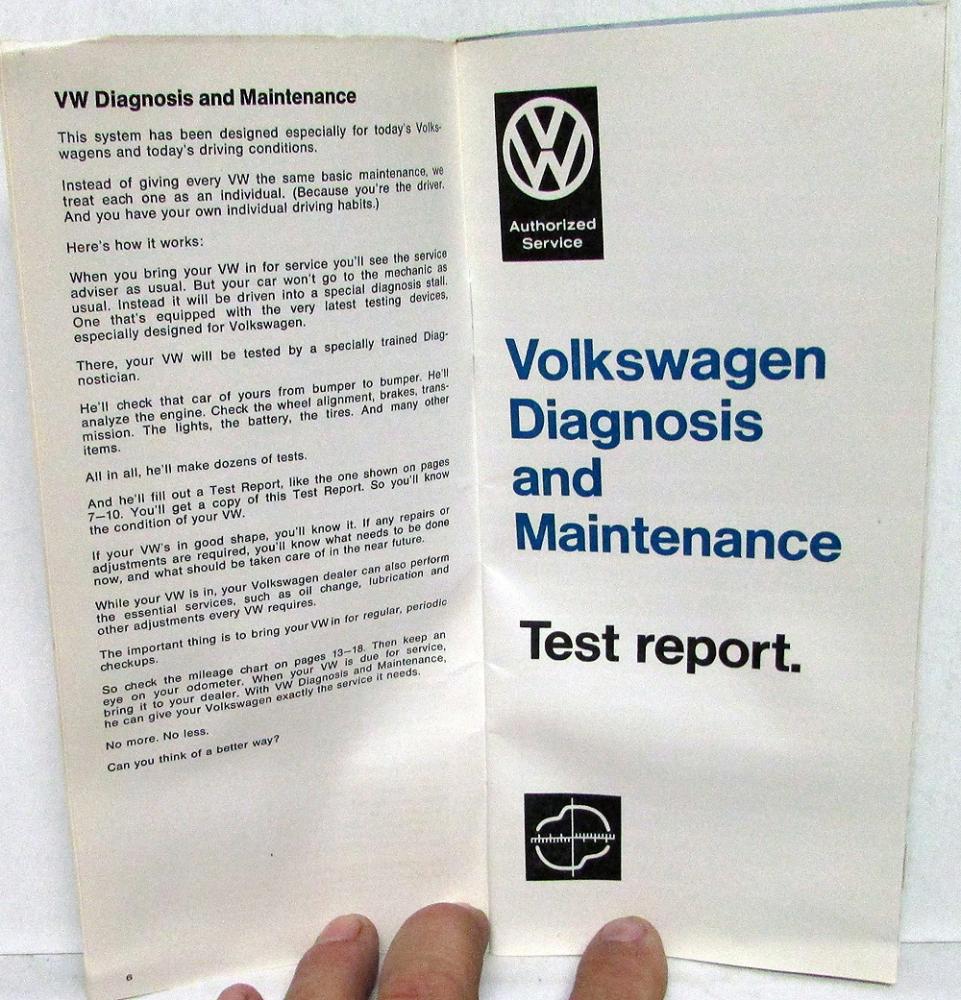 VW Diagnosis and Maintenance
This system has been designed especially for today's Volks-
wagens and today's driving conditions.
Instead of giving every VW the same basic maintenance, we
treat each one as an individual. (Because you're the driver.
And you have your own individual driving habits.)
Here's how it works:
When you bring your VW in for service you'll see the service
adviser as usual. But your car won't go to the mechanic as
usual. Instead it will be driven into a special diagnosis stall.
One that's equipped with the very latest testing devices,
especially designed for Volkswagen.
There, your VW will be tested by a specially trained Diag-
nostician.
He'll check that car of yours from bumper to bumper. He'll
analyze the engine. Check the wheel alignment, brakes, trans-
mission. The lights, the battery, the tires. And many other
items.
All in all, he'll make dozens of tests.
And he'll fill out a Test Report, like the one shown on pages
7–10. You'll get a copy of this Test Report. So you'll know
the condition of your VW.
If your VW's in good shape, you'll know it. If any repairs or
adjustments are required, you'll know what needs to be done
now, and what should be taken care of in the near future.
While your VW is in, your Volkswagen dealer can also perform
the essential services, such as oil change, lubrication and
other adjustments every VW requires.
The important thing is to bring your VW in for regular, periodic
checkups.
So check the mileage chart on pages 13–18. Then keep an
eye on your odometer. When your VW is due for service,
bring it to your dealer. With VW Diagnosis and Maintenance,
he can give your Volkswagen exactly the service it needs.
No more. No less.
Can you think of a better way?
6
VW
Authorized
Service
Volkswagen
Diagnosis
and
Maintenance
Test report.